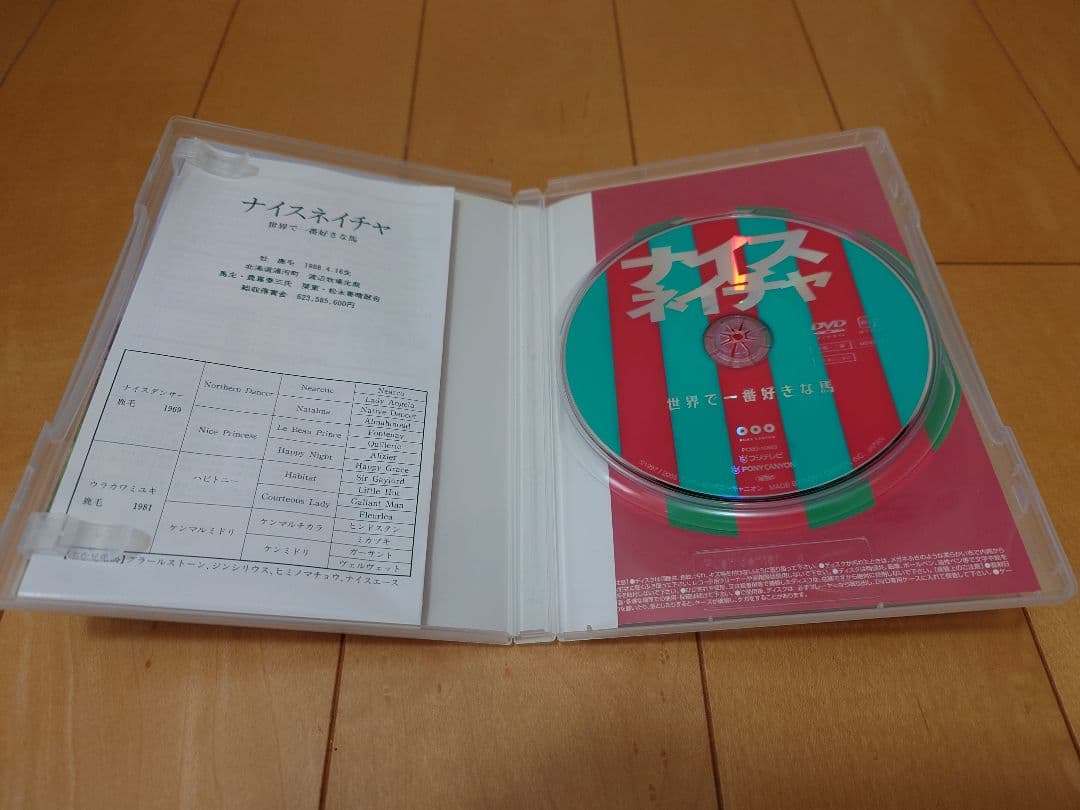 ナイスネイチャ
世界で一番好きな馬
牡 鹿毛 1988.4.16生
北海道浦河町 渡辺牧場生産
馬主・豊嶌泰三氏 栗東・松永善晴厩舎
総収得賞金 623,585,600円
ナイスダンサー
鹿毛 1969
Northern Dancer
Nearctic
Nearco
Lady Angela
Natalma
Native Dancer
Almahmoud
Nice Princess
Le Beau Prince
Fontenay
Quillerie
Happy Night
Alizier
Happy Grace
ウラカワミユキ
鹿毛 1981
ハビトニー
Habitat
Sir Gaylord
Little Hut
Courteous Lady
Gallant Man
Fleurlea
ケンマルミドリ
ケンマルチカラ
ヒンドスタン
ミカヅキ
ケンミドリ
ガーサント
ヴェルヴェット
グラールストーン、ジンシリウス、ヒミノマチョウ、ナイスエース
ナイス
ネイチャ
DVD
VIDEO
世界で一番好きな馬
PONY CANYON
フジテレビ
PONY CANYON